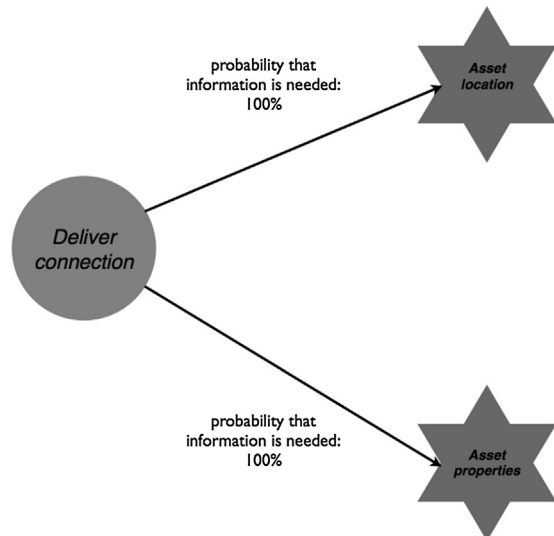 probability that
information is needed:
100%
Asset
location
Deliver
connection
probability that
information is needed:
100%
Asset
properties